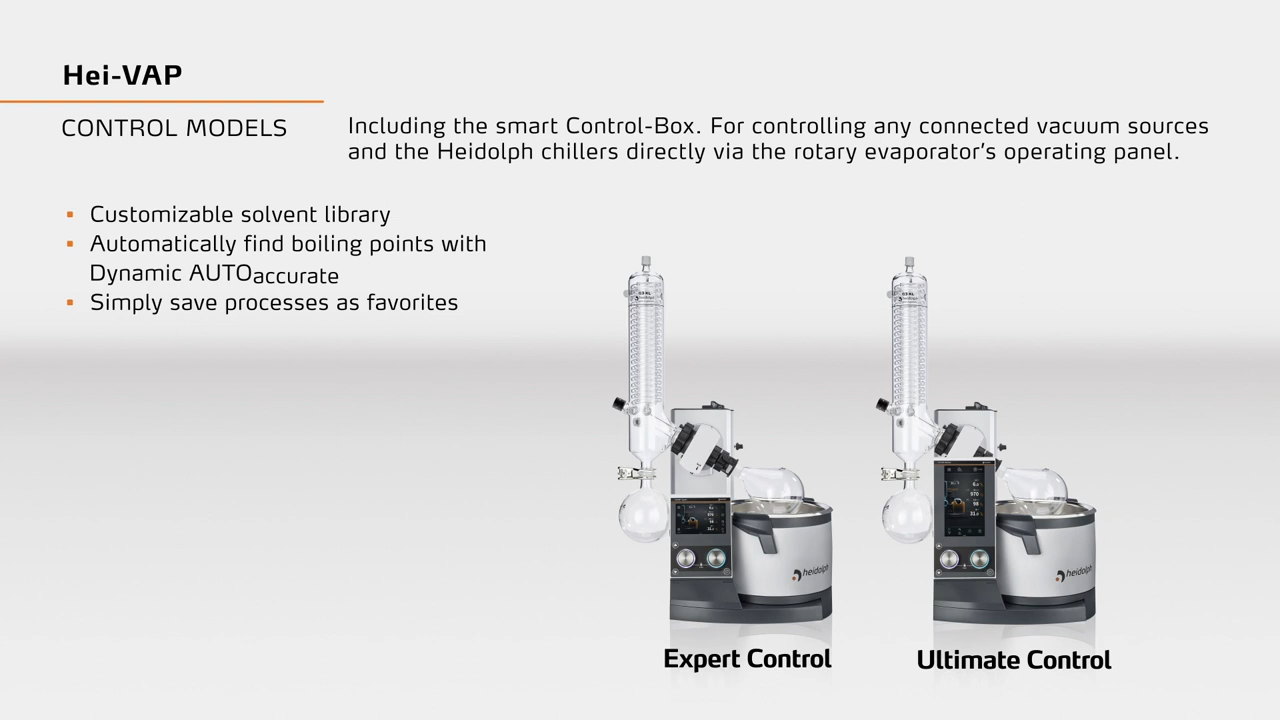 Hei-VAP
CONTROL MODELS
Including the smart Control-Box. For controlling any connected vacuum sources
and the Heidolph chillers directly via the rotary evaporator's operating panel.
▪ Customizable solvent library
▪ Automatically find boiling points with
Dynamic AUTOaccurate
▪ Simply save processes as favorites
heidolph
heidolph
Expert Control
Ultimate Control